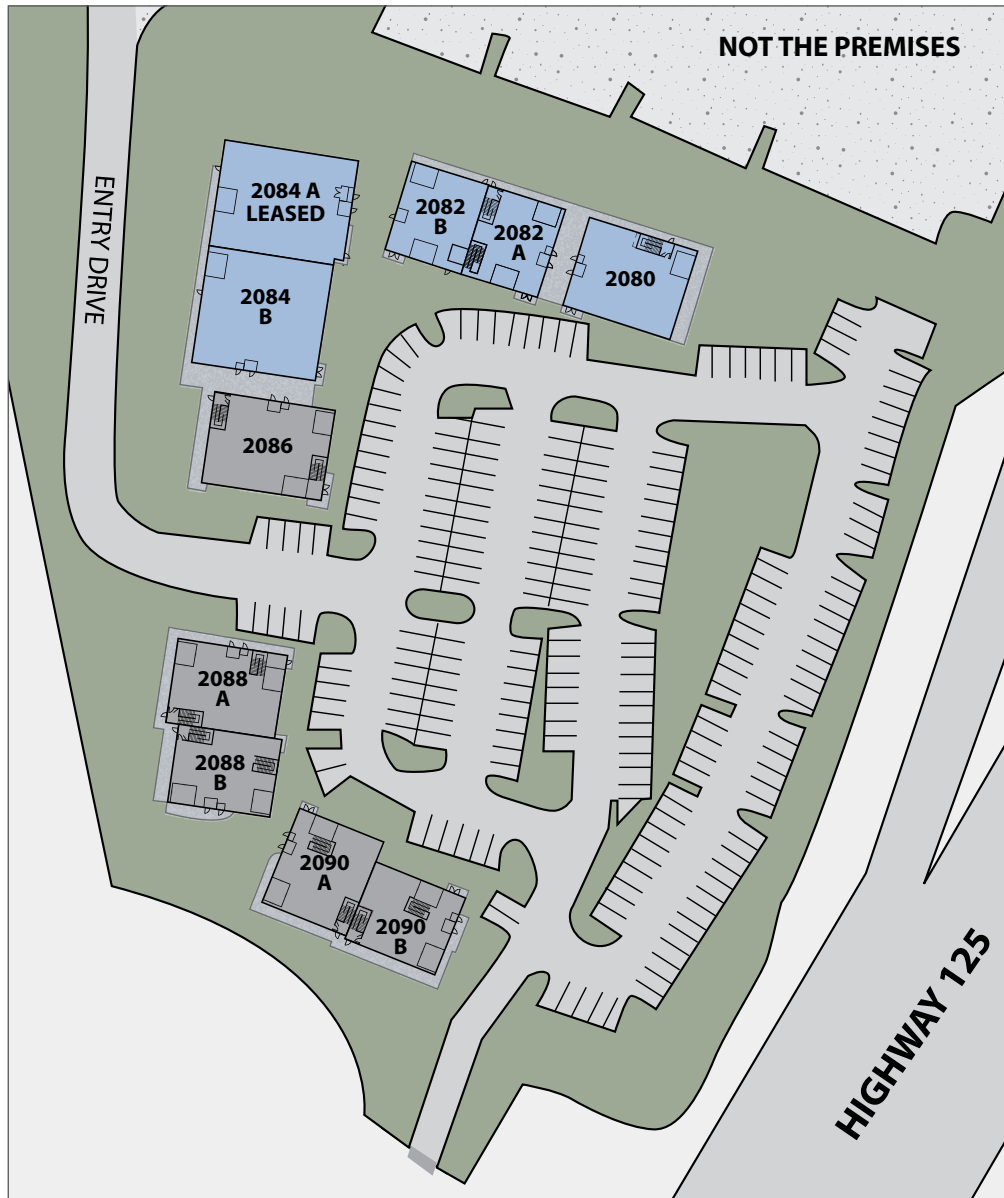 NOT THE PREMISES
ENTRY DRIVE
2084 A
LEASED
2082
B
2082
A
2080
2084
B
2086
2088
A
2088
B
2090
A
2090
B
HIGHWAY 125